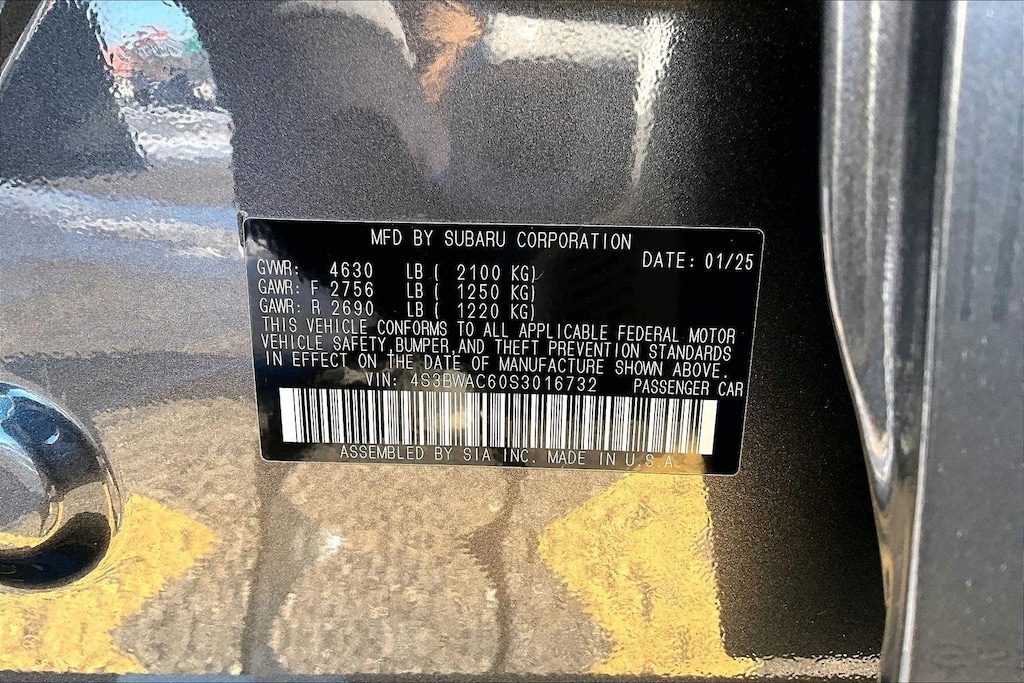 MFD BY SUBARU CORPORATION
DATE: 01/25
GVWR: 4630 LB ( 2100 KG)
GAWR: F 2756 LB ( 1250 KG)
GAWR: R 2690 LB ( 1220 KG)
THIS VEHICLE CONFORMS TO ALL APPLICABLE FEDERAL MOTOR
VEHICLE SAFETY,BUMPER,AND THEFT PREVENTION STANDARDS
IN EFFECT ON THE DATE OF MANUFACTURE SHOWN ABOVE.
VIN: 4S3BWAC60S3016732 PASSENGER CAR
ASSEMBLED BY SIA INC. MADE IN U.S.A.